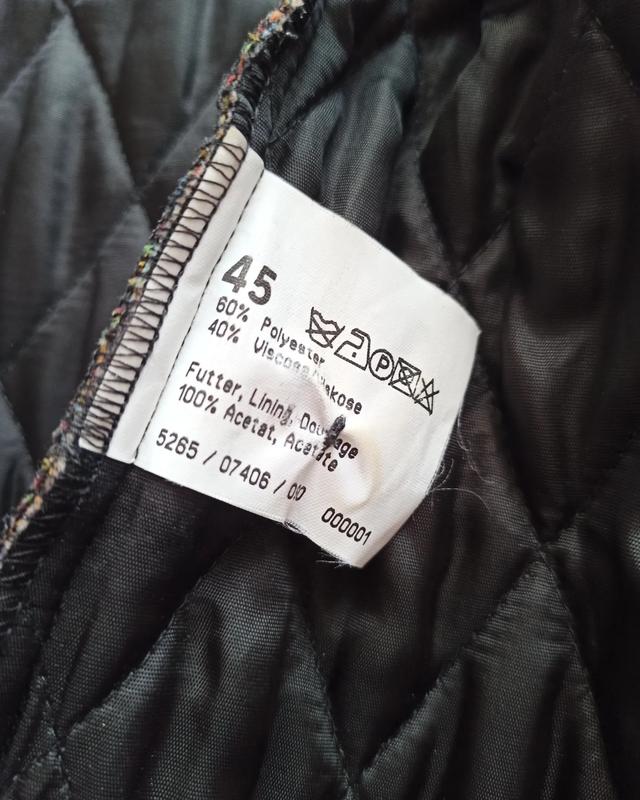 45
60% Polyester
40% Viscose/Viskose
Futter, Lining, Doublage
100% Acetat, Acetate
5265 / 07406 / 00
000001
P